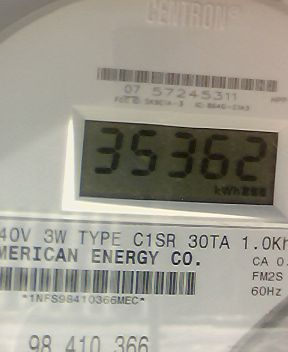 CENTRON®
07 57245311
35362
kWh
40V 3W TYPE C1SR 30TA 1.0Kh
MERICAN ENERGY CO.
CA 0.
FM2S
60Hz
*1NFS98410366MEC*
98 410 366